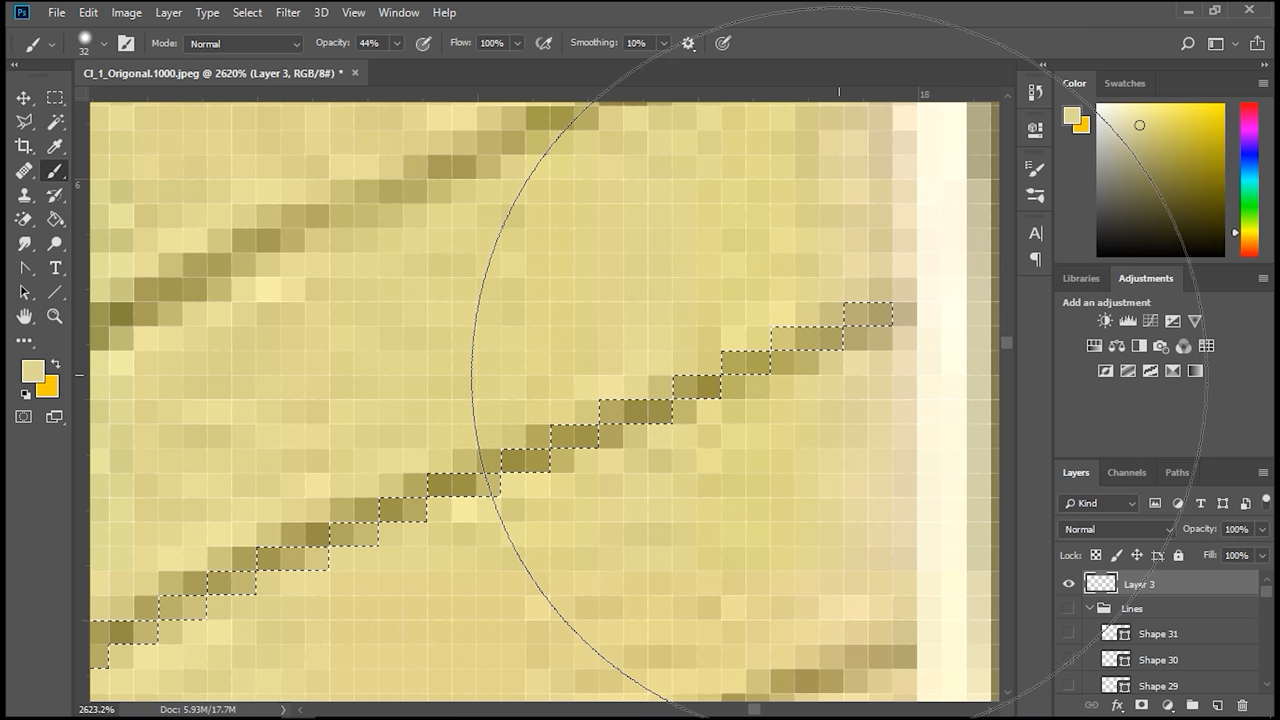 Ps File Edit Image Layer Type Select Filter 3D View Window Help
32 Mode: Normal Opacity: 44% Flow: 100% Smoothing: 10%
CI_1_Origonal.1000.jpeg @ 2620% (Layer 3, RGB/8#) *
18
6
T
A
Color Swatches
Libraries Adjustments
Add an adjustment
Layers Channels Paths
Kind T
Normal Opacity: 100%
Lock: Fill: 100%
Layer 3
Lines
Shape 31
Shape 30
Shape 29
fx
2623.2% Doc: 5.93M/17.7M